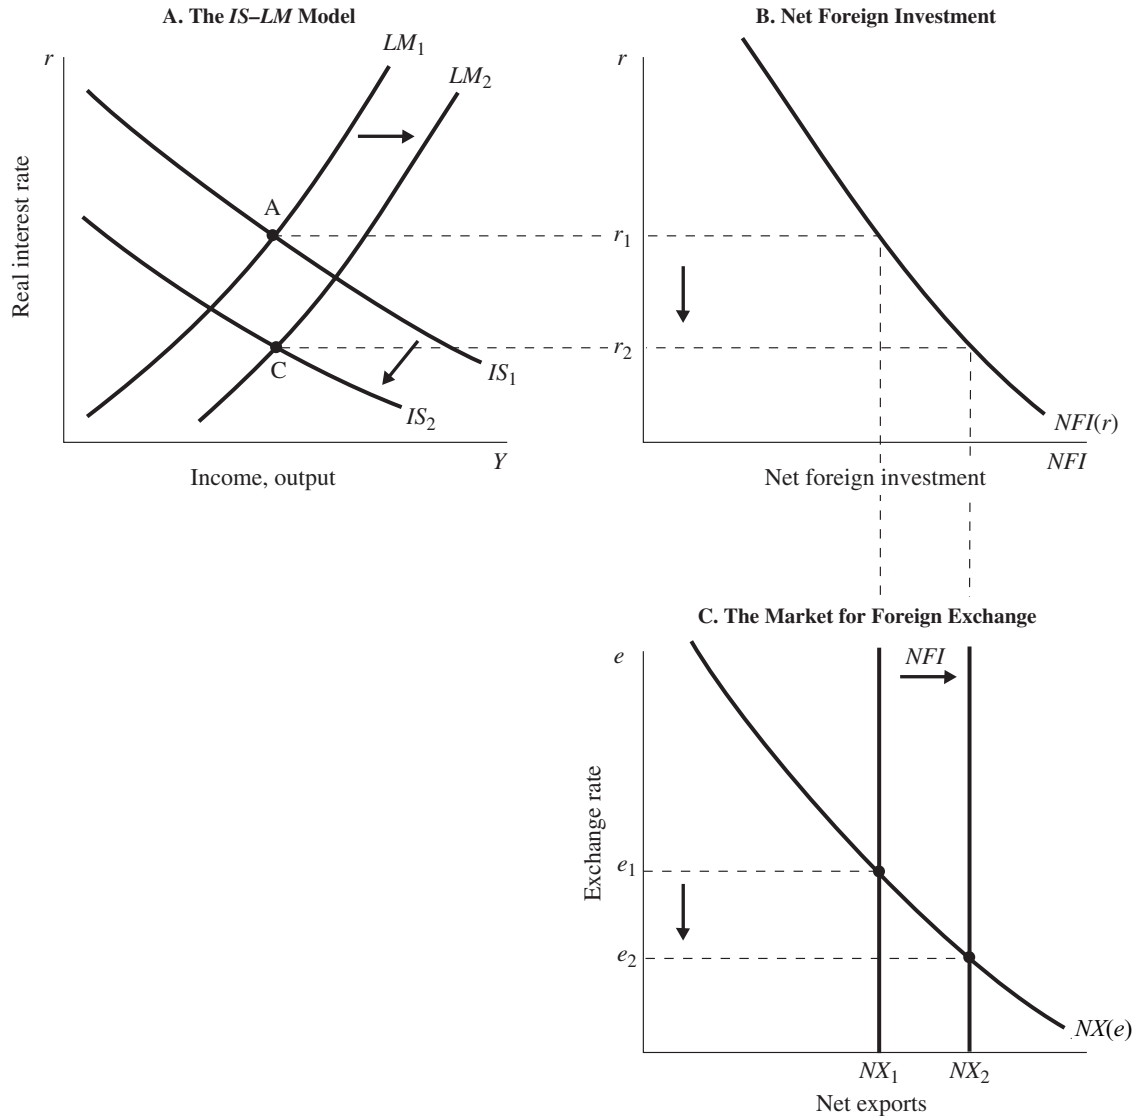 A. The IS–LM Model
r
Real interest rate
LM₁
LM₂
A
C
IS₁
IS₂
Y
Income, output
B. Net Foreign Investment
r
r₁
r₂
NFI(r)
NFI
Net foreign investment
C. The Market for Foreign Exchange
e
NFI
Exchange rate
e₁
e₂
NX(e)
NX₁
NX₂
Net exports